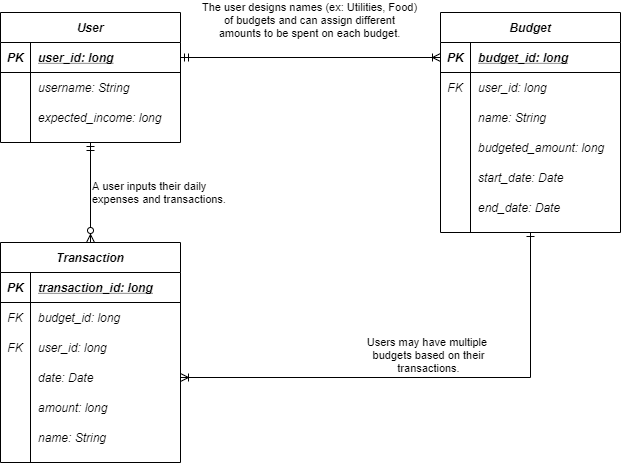 The user designs names (ex: Utilities, Food)
of budgets and can assign different
amounts to be spent on each budget.
User
PK user_id: long
username: String
expected_income: long
Budget
PK budget_id: long
FK user_id: long
name: String
budgeted_amount: long
start_date: Date
end_date: Date
A user inputs their daily
expenses and transactions.
Transaction
PK transaction_id: long
FK budget_id: long
FK user_id: long
date: Date
amount: long
name: String
Users may have multiple
budgets based on their
transactions.